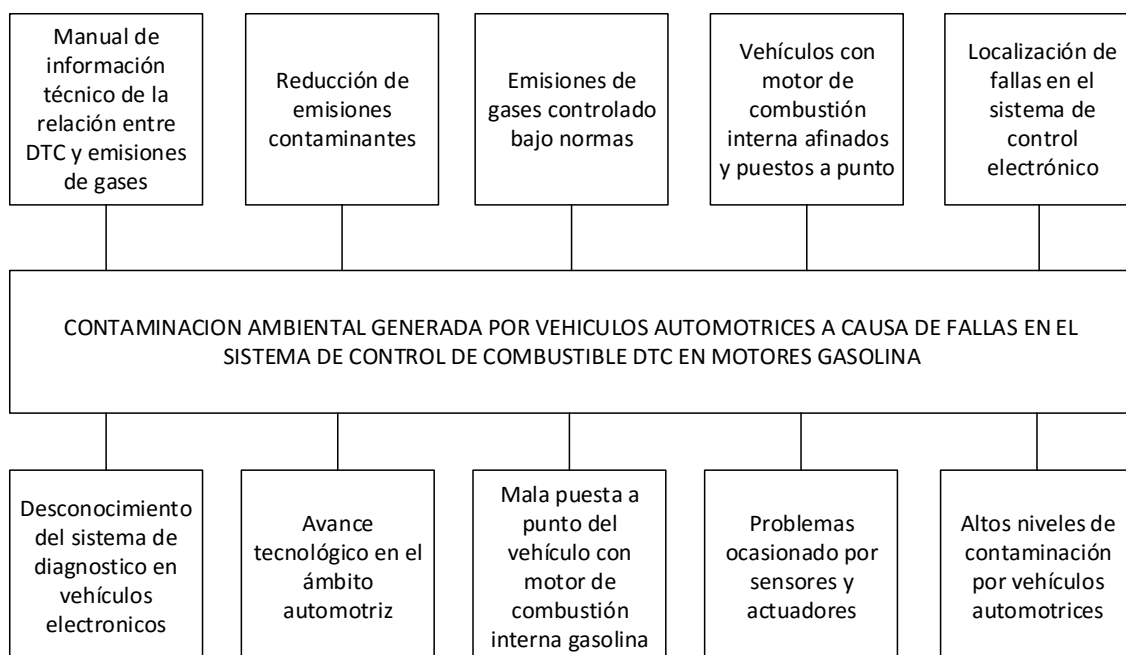 Manual de
información
técnico de la
relación entre
DTC y emisiones
de gases
Reducción de
emisiones
contaminantes
Emisiones de
gases controlado
bajo normas
Vehículos con
motor de
combustión
interna afinados
y puestos a punto
Localización de
fallas en el
sistema de
control
electrónico
CONTAMINACION AMBIENTAL GENERADA POR VEHICULOS AUTOMOTRICES A CAUSA DE FALLAS EN EL
SISTEMA DE CONTROL DE COMBUSTIBLE DTC EN MOTORES GASOLINA
Desconocimiento
del sistema de
diagnostico en
vehículos
electronicos
Avance
tecnológico en el
ámbito
automotriz
Mala puesta a
punto del
vehículo con
motor de
combustión
interna gasolina
Problemas
ocasionado por
sensores y
actuadores
Altos niveles de
contaminación
por vehículos
automotrices